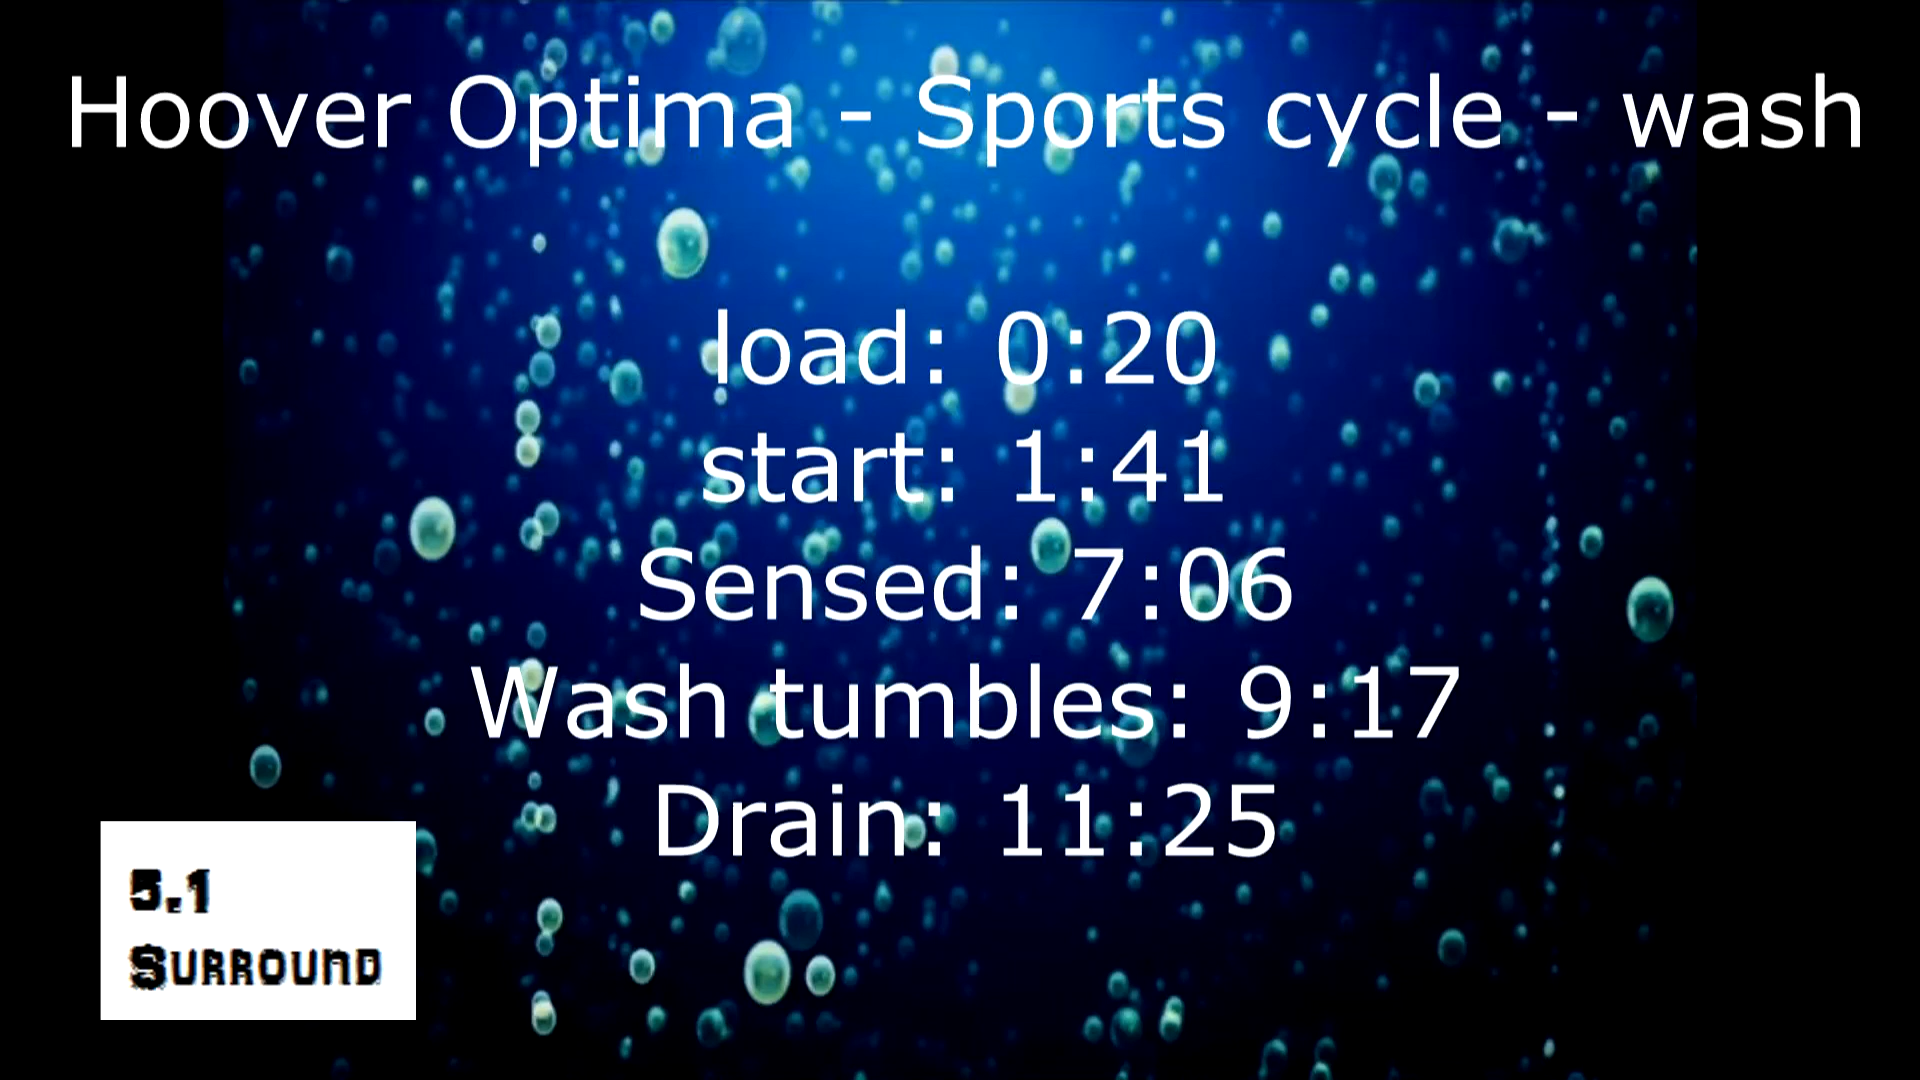 Hoover Optima - Sports cycle - wash
load: 0:20
start: 1:41
Sensed: 7:06
Wash tumbles: 9:17
Drain: 11:25
5.1
Surround